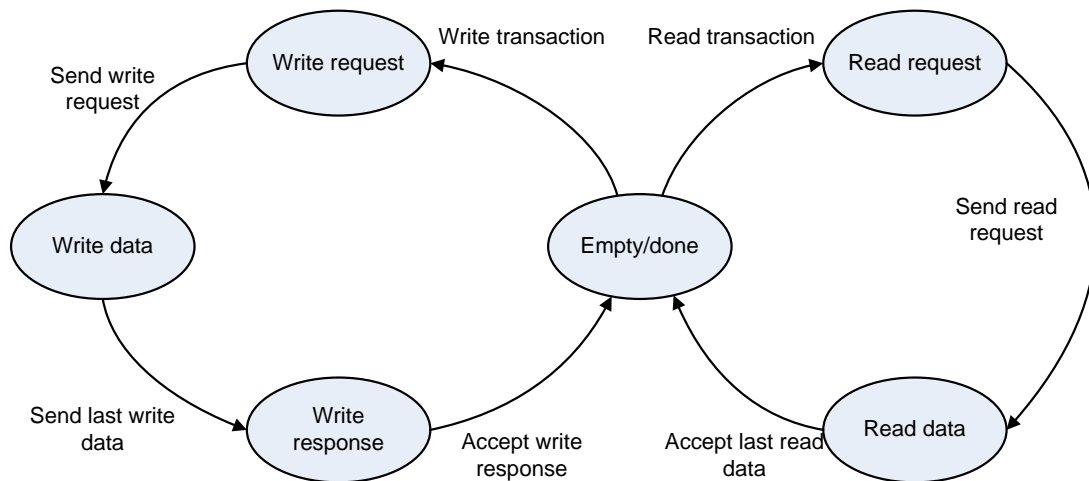 Write transaction
Read transaction
Write request
Read request
Send write
request
Write data
Empty/done
Send read
request
Send last write
data
Write
response
Accept write
response
Accept last read
data
Read data